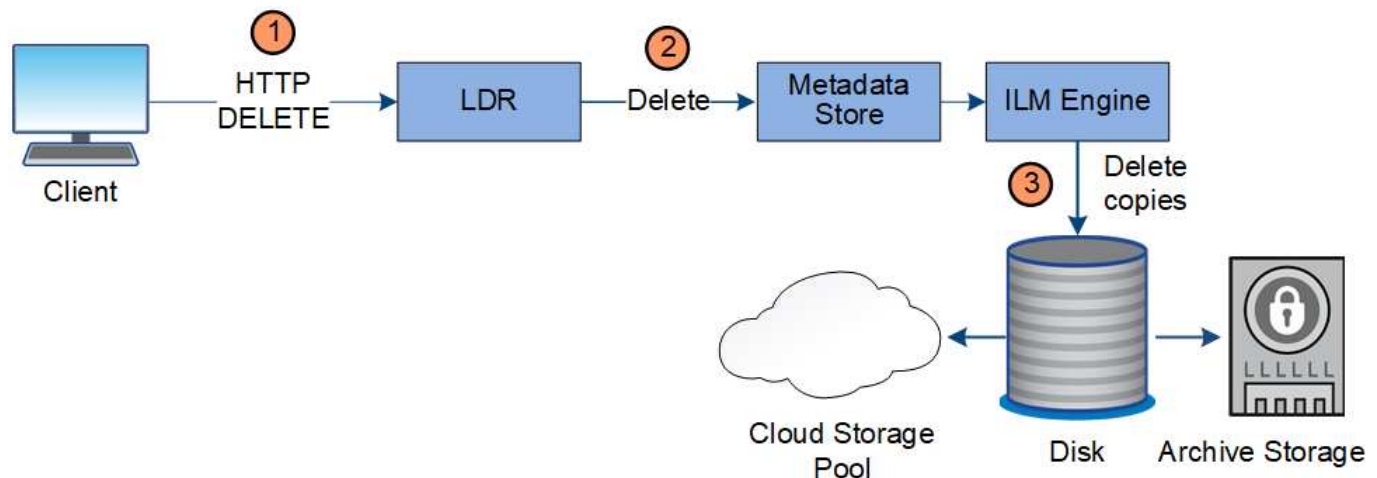 1
HTTP
DELETE
Client
LDR
2
Delete
Metadata
Store
ILM Engine
3
Delete
copies
Cloud Storage
Pool
Disk
LLLLLL
Archive Storage